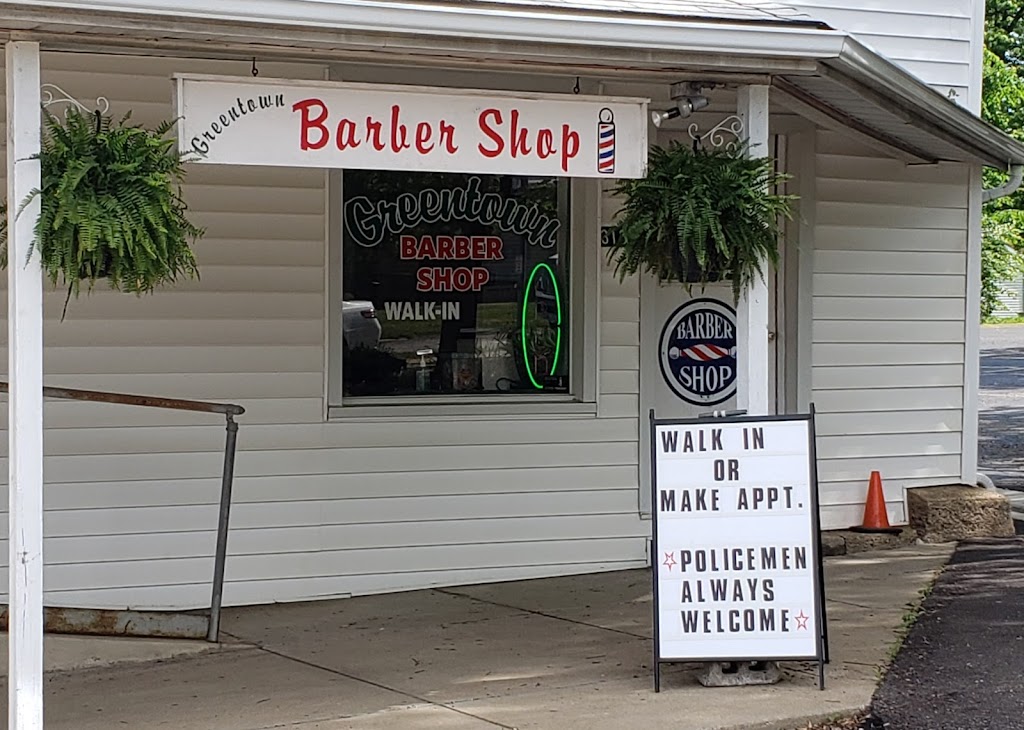 Greentown Barber Shop
Greentown
BARBER
SHOP
WALK-IN
BARBER
SHOP
WALK IN
OR
MAKE APPT.
POLICEMEN
ALWAYS
WELCOME